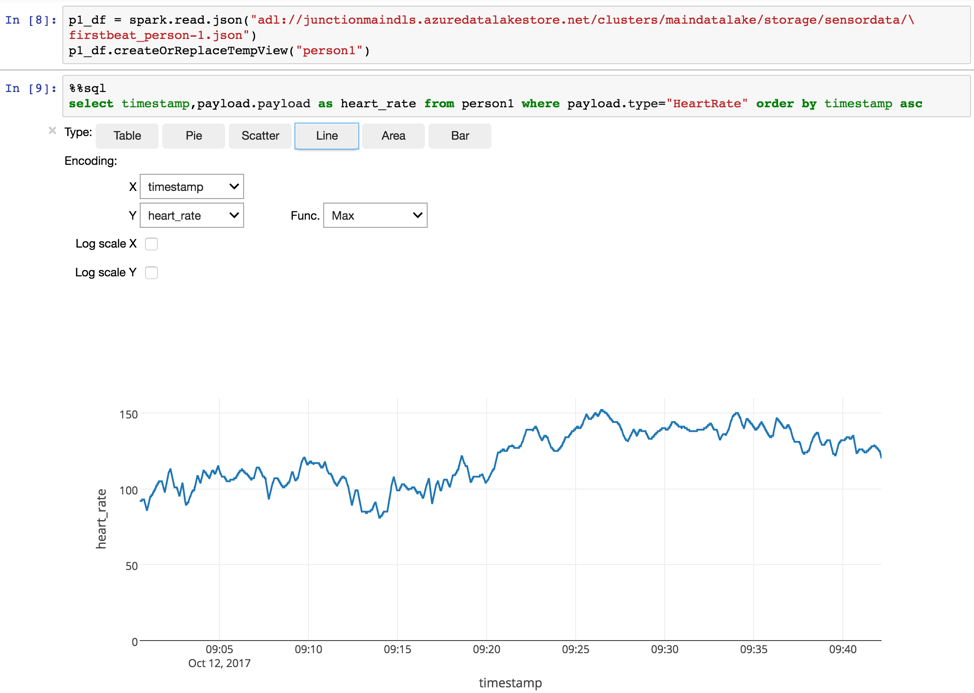 In [8]: p1_df = spark.read.json("adl://junctionmaindls.azuredatalakestore.net/clusters/maindatalake/storage/sensordata/\
firstbeat_person-1.json")
p1_df.createOrReplaceTempView("person1")
In [9]: %%sql
select timestamp,payload.payload as heart_rate from person1 where payload.type="HeartRate" order by timestamp asc
× Type: Table Pie Scatter Line Area Bar
Encoding:
X timestamp
Y heart_rate Func. Max
Log scale X
Log scale Y
150
100
50
0
heart_rate
09:05 09:10 09:15 09:20 09:25 09:30 09:35 09:40
Oct 12, 2017
timestamp